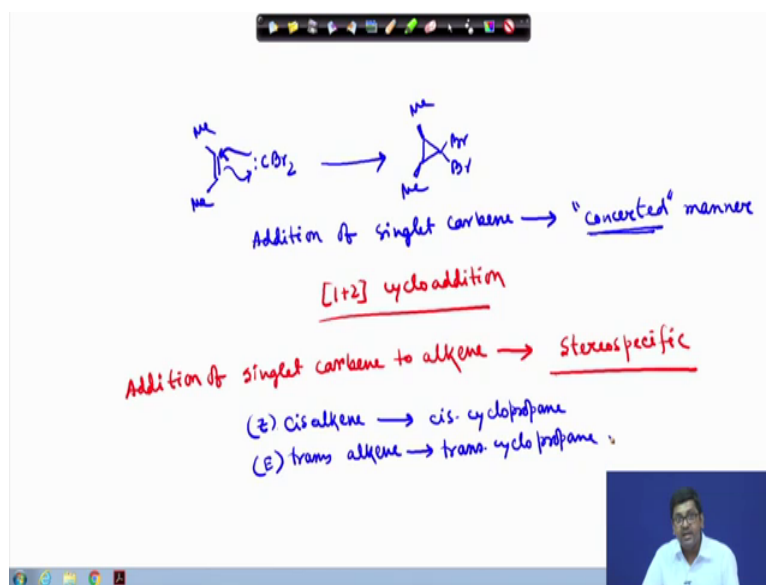 Me Me
:CBr2 Br
Br
Me Me
Addition of singlet carbene → "concerted" manner
[1+2] cycloaddition
Addition of singlet carbene to alkene → Stereospecific
(Z) cis alkene → cis. cyclopropane
(E) trans alkene → trans. cyclopropane